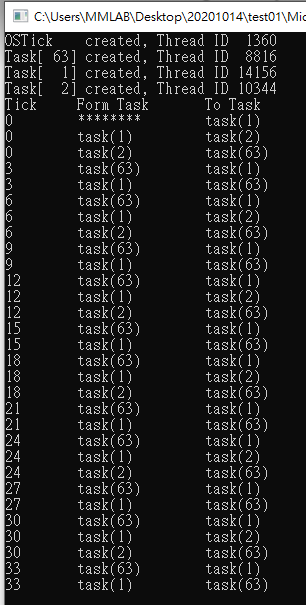 C:\Users\MMLAB\Desktop\20201014\test01\Mic
OSTick created, Thread ID 1360
Task[ 63] created, Thread ID 8816
Task[ 1] created, Thread ID 14156
Task[ 2] created, Thread ID 10344
Tick Form Task To Task
0 ******** task(1)
0 task(1) task(2)
0 task(2) task(63)
3 task(63) task(1)
3 task(1) task(63)
6 task(63) task(1)
6 task(1) task(2)
6 task(2) task(63)
9 task(63) task(1)
9 task(1) task(63)
12 task(63) task(1)
12 task(1) task(2)
12 task(2) task(63)
15 task(63) task(1)
15 task(1) task(63)
18 task(63) task(1)
18 task(1) task(2)
18 task(2) task(63)
21 task(63) task(1)
21 task(1) task(63)
24 task(63) task(1)
24 task(1) task(2)
24 task(2) task(63)
27 task(63) task(1)
27 task(1) task(63)
30 task(63) task(1)
30 task(1) task(2)
30 task(2) task(63)
33 task(63) task(1)
33 task(1) task(63)